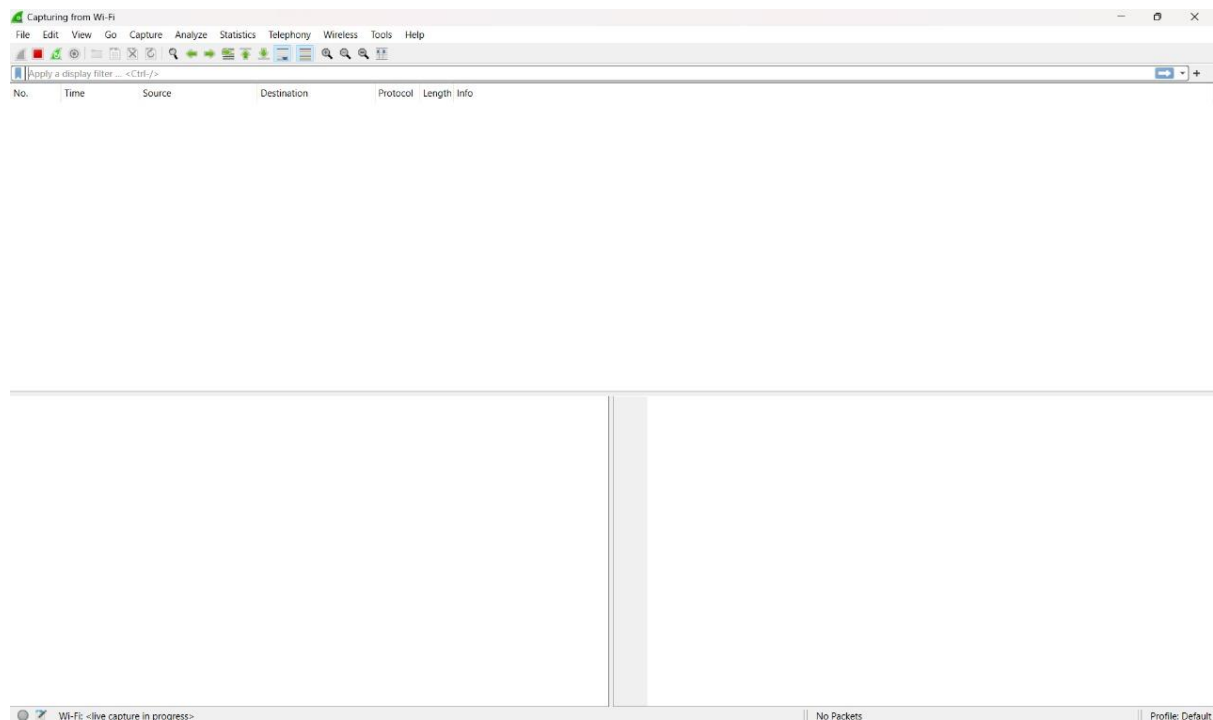 Capturing from Wi-Fi
File Edit View Go Capture Analyze Statistics Telephony Wireless Tools Help
Apply a display filter ... <Ctrl-/>
No. Time Source Destination Protocol Length Info
Wi-Fi: <live capture in progress> No Packets Profile: Default